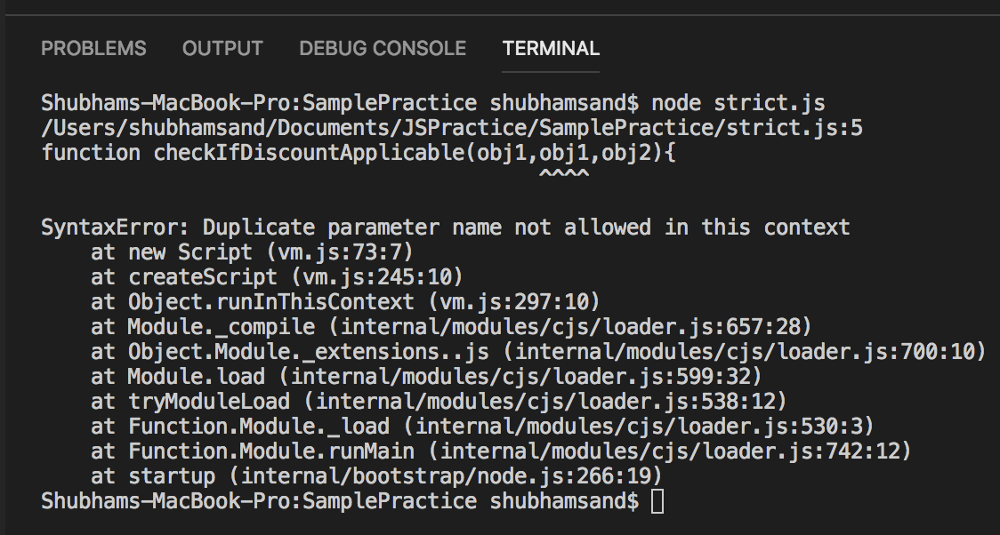 PROBLEMS OUTPUT DEBUG CONSOLE TERMINAL
Shubhams-MacBook-Pro:SamplePractice shubhamsand$ node strict.js
/Users/shubhamsand/Documents/JSPractice/SamplePractice/strict.js:5
function checkIfDiscountApplicable(obj1,obj1,obj2){
                                        ^^^^
SyntaxError: Duplicate parameter name not allowed in this context
    at new Script (vm.js:73:7)
    at createScript (vm.js:245:10)
    at Object.runInThisContext (vm.js:297:10)
    at Module._compile (internal/modules/cjs/loader.js:657:28)
    at Object.Module._extensions..js (internal/modules/cjs/loader.js:700:10)
    at Module.load (internal/modules/cjs/loader.js:599:32)
    at tryModuleLoad (internal/modules/cjs/loader.js:538:12)
    at Function.Module._load (internal/modules/cjs/loader.js:530:3)
    at Function.Module.runMain (internal/modules/cjs/loader.js:742:12)
    at startup (internal/bootstrap/node.js:266:19)
Shubhams-MacBook-Pro:SamplePractice shubhamsand$